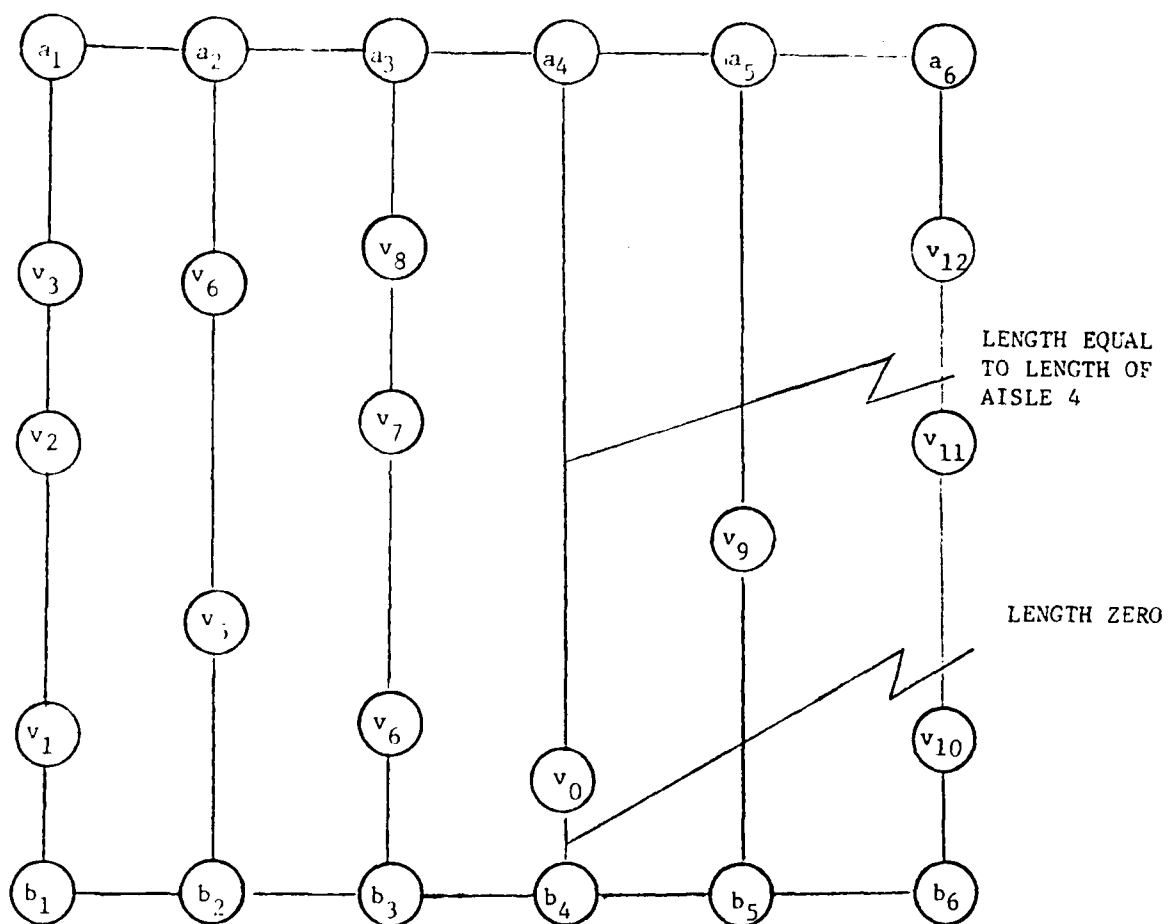 a₁ a₂ a₃ a₄ a₅ a₆
v₈ v₁₂
v₃ v₆
LENGTH EQUAL
TO LENGTH OF
AISLE 4
v₂ v₇ v₁₁
v₉
LENGTH ZERO
v₁ v₆ v₁₀
v₀
b₁ b₂ b₃ b₄ b₅ b₆